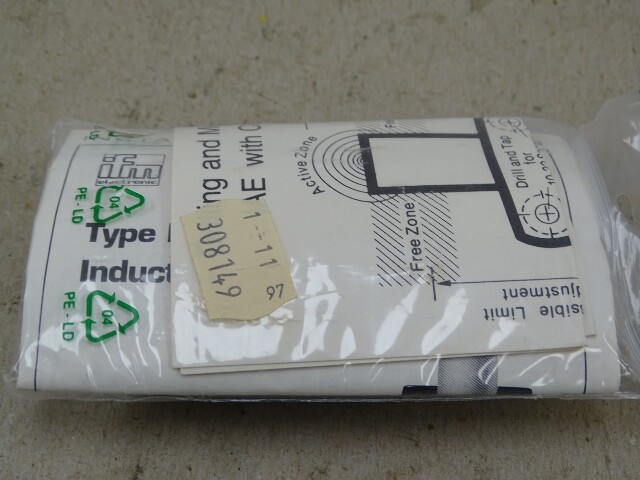 ifm
electronic
04
PE-LD
Type
Induct
04
PE-LD
ing and M
AE with C
Active Zone
Free Zone
Drill and Tap
for
sible Limit
djustment
1-11
308149
97